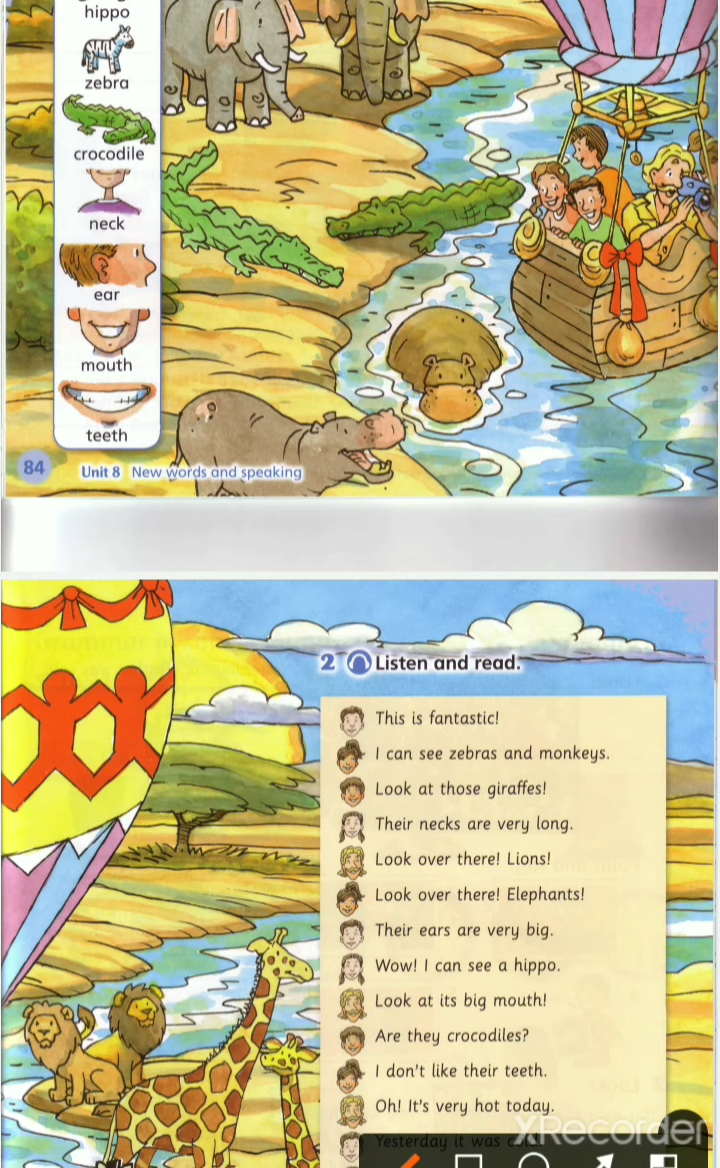 hippo
zebra
crocodile
neck
ear
mouth
teeth
84 Unit 8 New words and speaking
2 Listen and read.
This is fantastic!
I can see zebras and monkeys.
Look at those giraffes!
Their necks are very long.
Look over there! Lions!
Look over there! Elephants!
Their ears are very big.
Wow! I can see a hippo.
Look at its big mouth!
Are they crocodiles?
I don't like their teeth.
Oh! It's very hot today.
XRecorder
Yesterday it was cold.